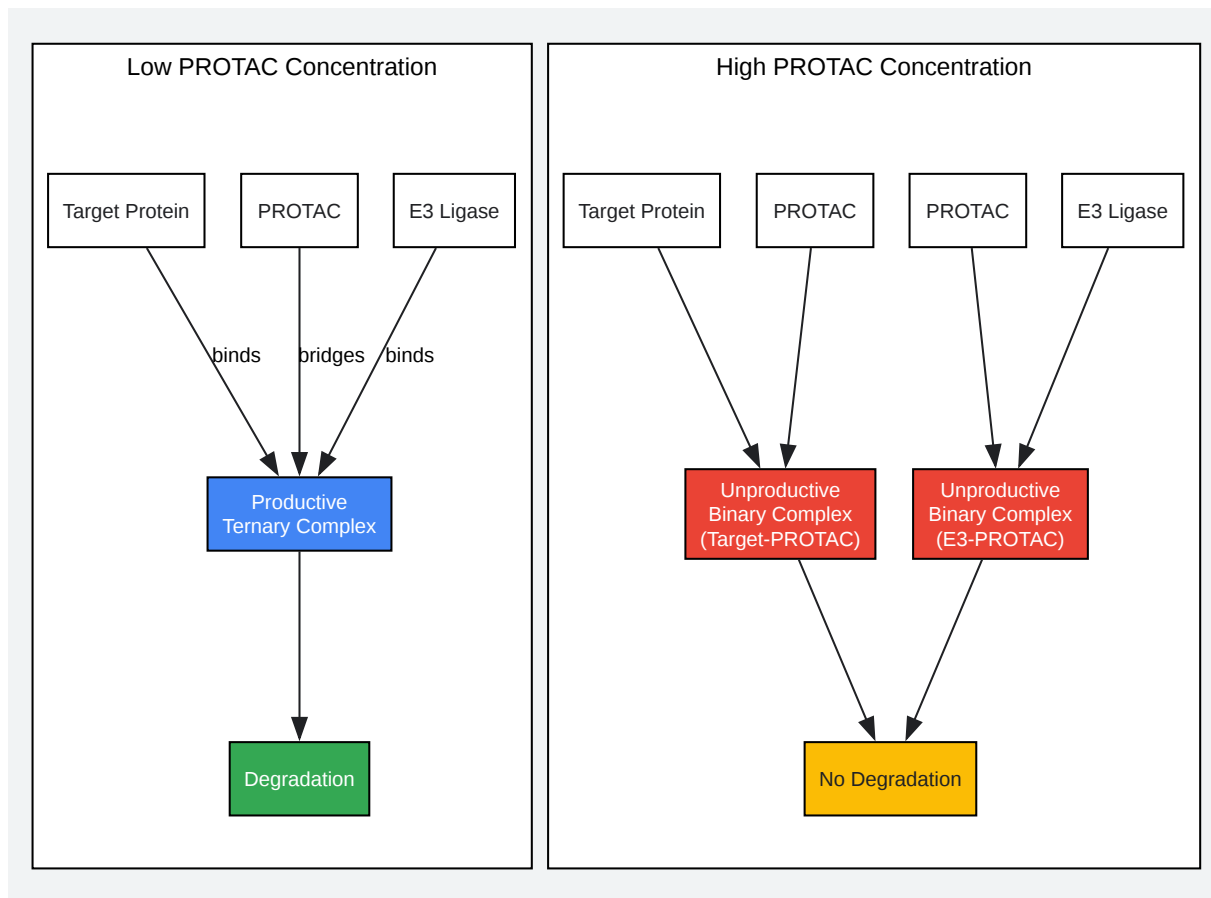 Low PROTAC Concentration
Target Protein
PROTAC
E3 Ligase
binds
bridges
binds
Productive
Ternary Complex
Degradation
High PROTAC Concentration
Target Protein
PROTAC
PROTAC
E3 Ligase
Unproductive
Binary Complex
(Target-PROTAC)
Unproductive
Binary Complex
(E3-PROTAC)
No Degradation